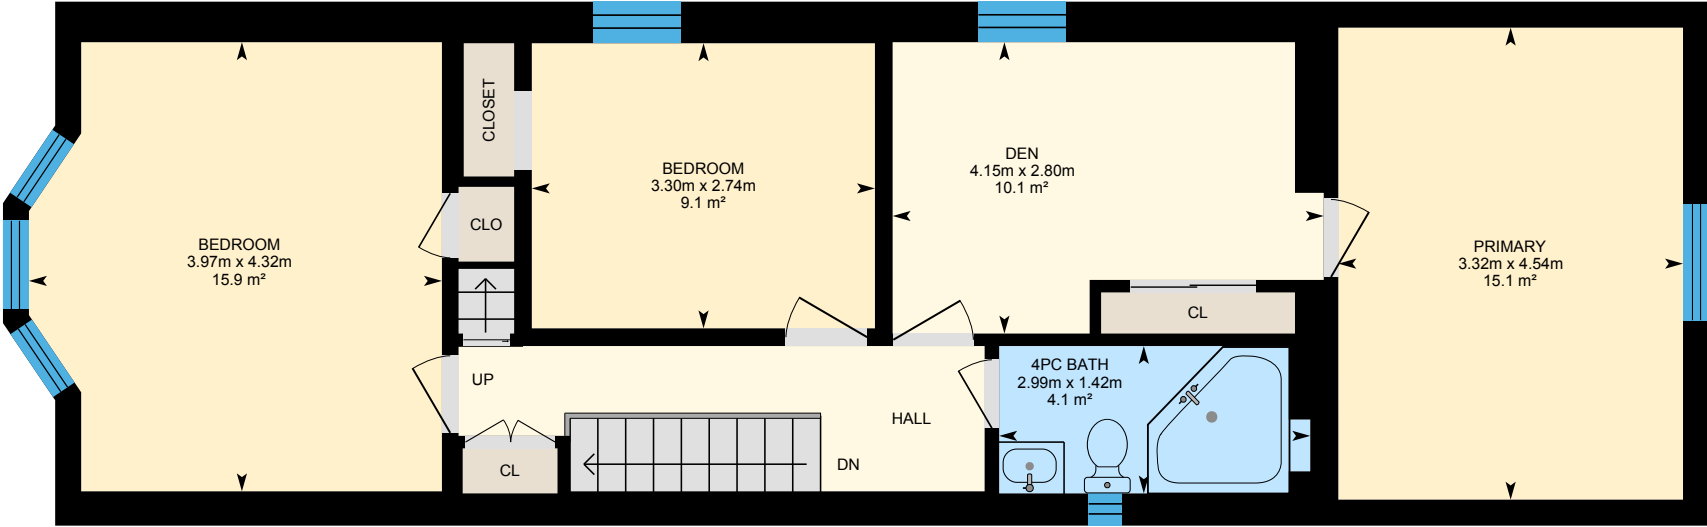 BEDROOM
3.97m x 4.32m
15.9 m²
CLOSET
CLO
BEDROOM
3.30m x 2.74m
9.1 m²
DEN
4.15m x 2.80m
10.1 m²
PRIMARY
3.32m x 4.54m
15.1 m²
CL
UP
HALL
4PC BATH
2.99m x 1.42m
4.1 m²
CL
DN